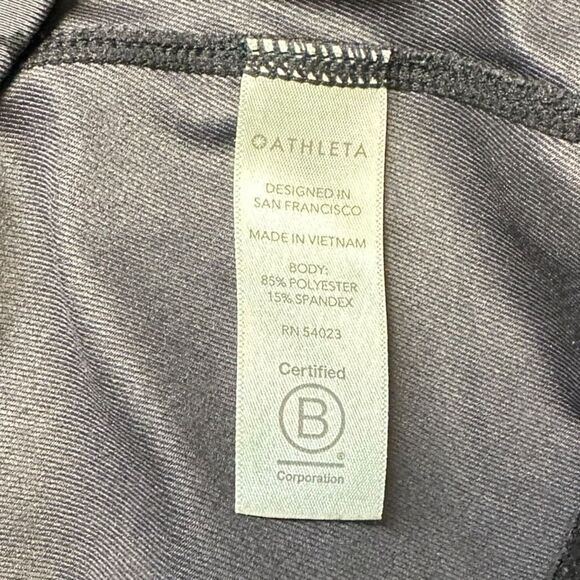 ATHLETA
DESIGNED IN
SAN FRANCISCO
MADE IN VIETNAM
BODY:
85% POLYESTER
15% SPANDEX
RN 54023
Certified
B
®
Corporation